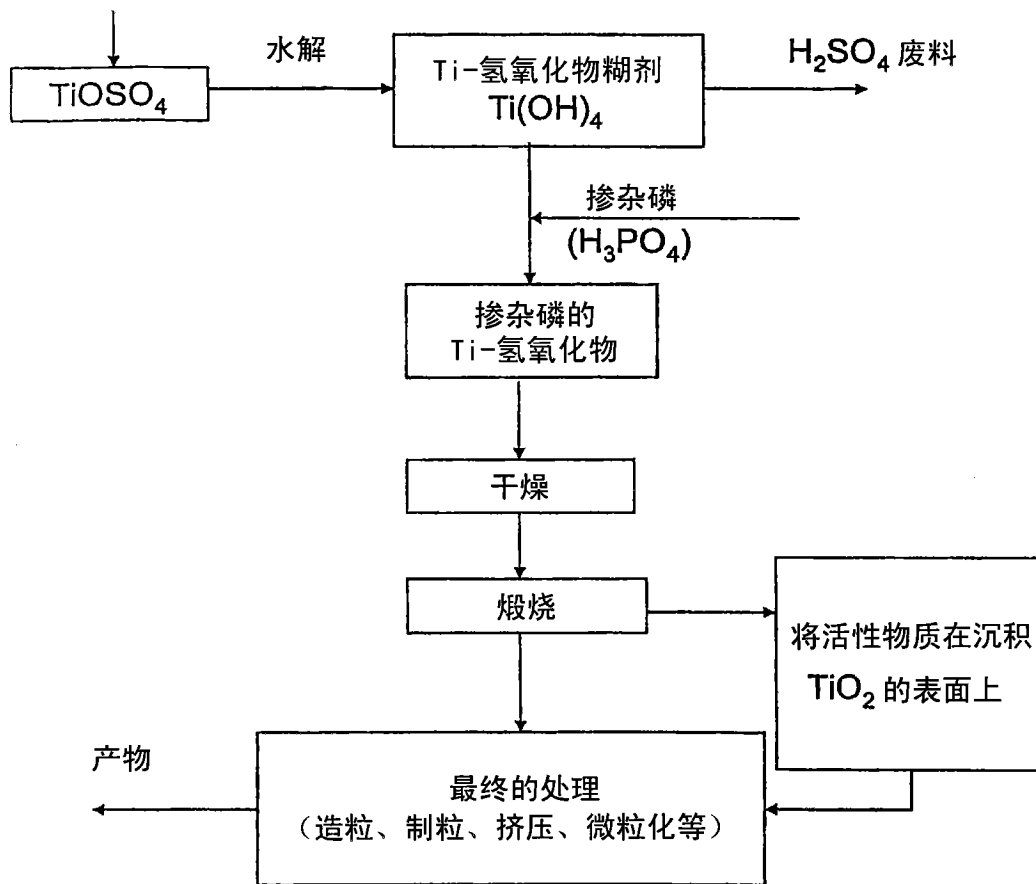 水解
TiOSO₄
Ti-氢氧化物糊剂
Ti(OH)₄
H₂SO₄ 废料
掺杂磷
(H₃PO₄)
掺杂磷的
Ti-氢氧化物
干燥
煅烧
将活性物质在沉积
TiO₂ 的表面上
产物
最终的处理
（造粒、制粒、挤压、微粒化等）